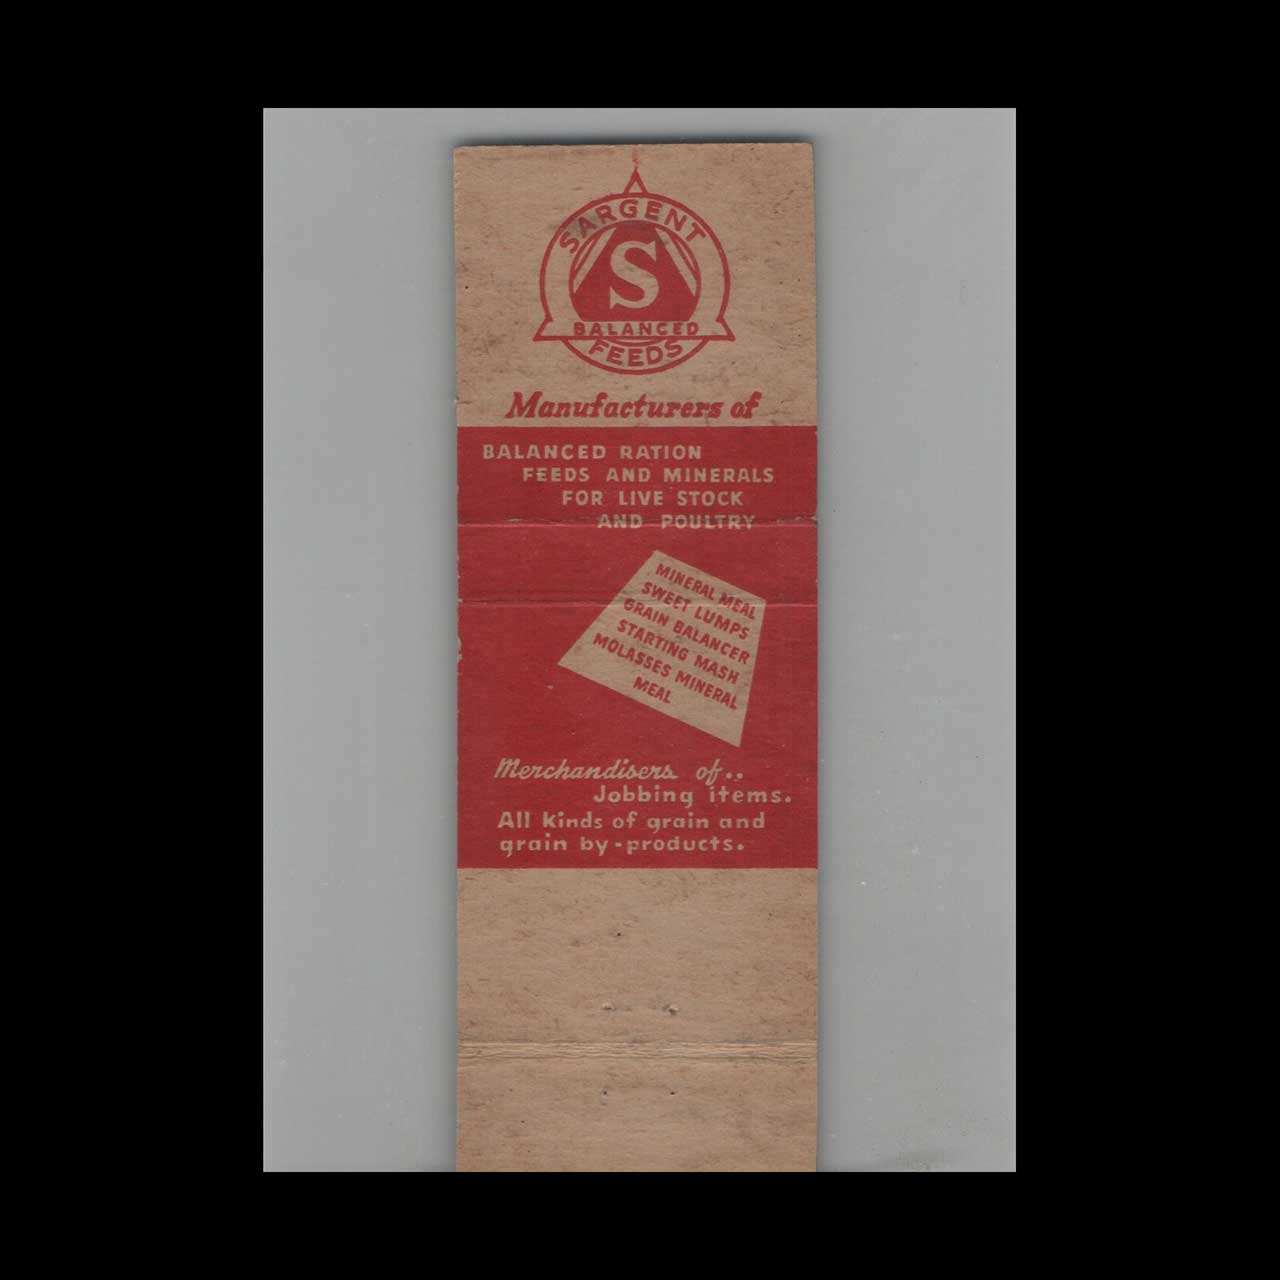 SARGENT
S
BALANCED
FEEDS
Manufacturers of
BALANCED RATION
FEEDS AND MINERALS
FOR LIVE STOCK
AND POULTRY
MINERAL MEAL
SWEET LUMPS
GRAIN BALANCER
STARTING MASH
MOLASSES MINERAL
MEAL
Merchandisers of..
Jobbing items.
All kinds of grain and
grain by-products.